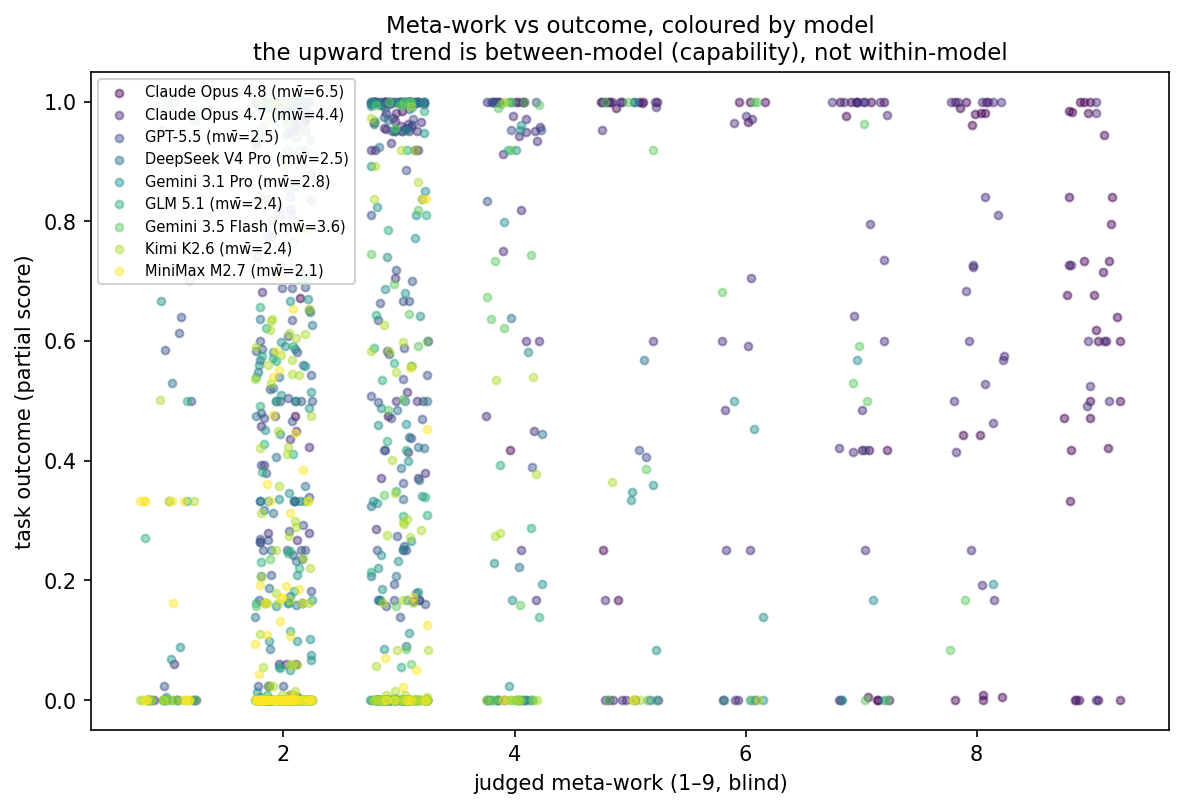 Meta-work vs outcome, coloured by model
the upward trend is between-model (capability), not within-model
Claude Opus 4.8 (mw̄=6.5)
Claude Opus 4.7 (mw̄=4.4)
GPT-5.5 (mw̄=2.5)
DeepSeek V4 Pro (mw̄=2.5)
Gemini 3.1 Pro (mw̄=2.8)
GLM 5.1 (mw̄=2.4)
Gemini 3.5 Flash (mw̄=3.6)
Kimi K2.6 (mw̄=2.4)
MiniMax M2.7 (mw̄=2.1)
task outcome (partial score)
1.0
0.8
0.6
0.4
0.2
0.0
2 4 6 8
judged meta-work (1–9, blind)